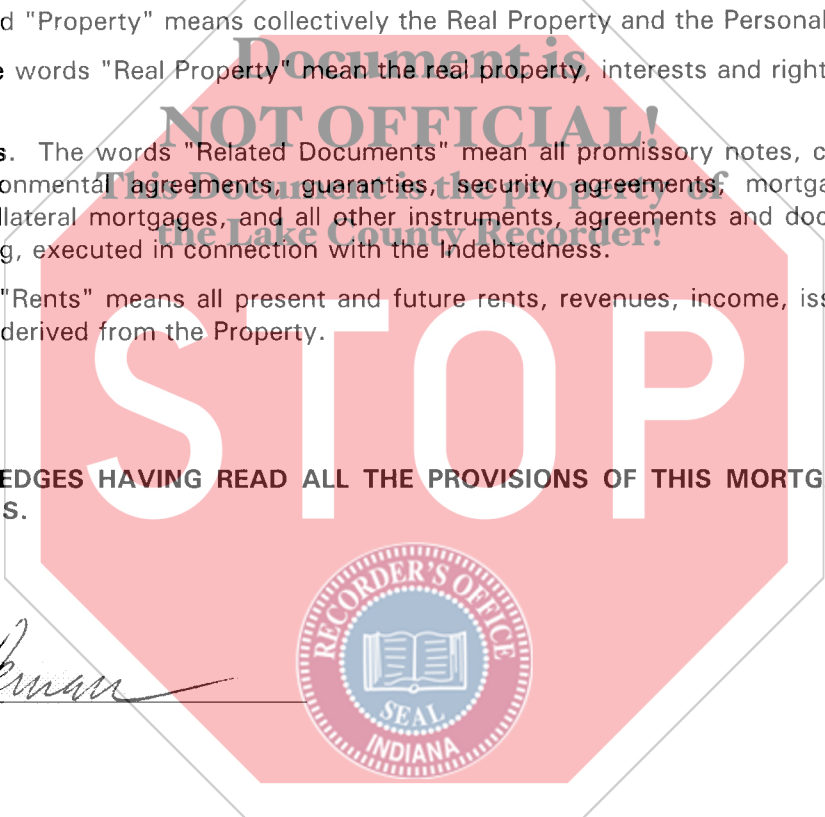 d "Property" means collectively the Real Property and the Personal
Document is
e words "Real Property" mean the real property, interests and right
NOT OFFICIAL!
s. The words "Related Documents" mean all promissory notes, c
onmental agreements, guaranties, security agreements, mortga
This Document is the property of
llateral mortgages, and all other instruments, agreements and doc
the Lake County Recorder!
g, executed in connection with the Indebtedness.
"Rents" means all present and future rents, revenues, income, iss
derived from the Property.
STOP
EDGES HAVING READ ALL THE PROVISIONS OF THIS MORTG
S.
RECORDER'S OFFICE
SEAL
INDIANA